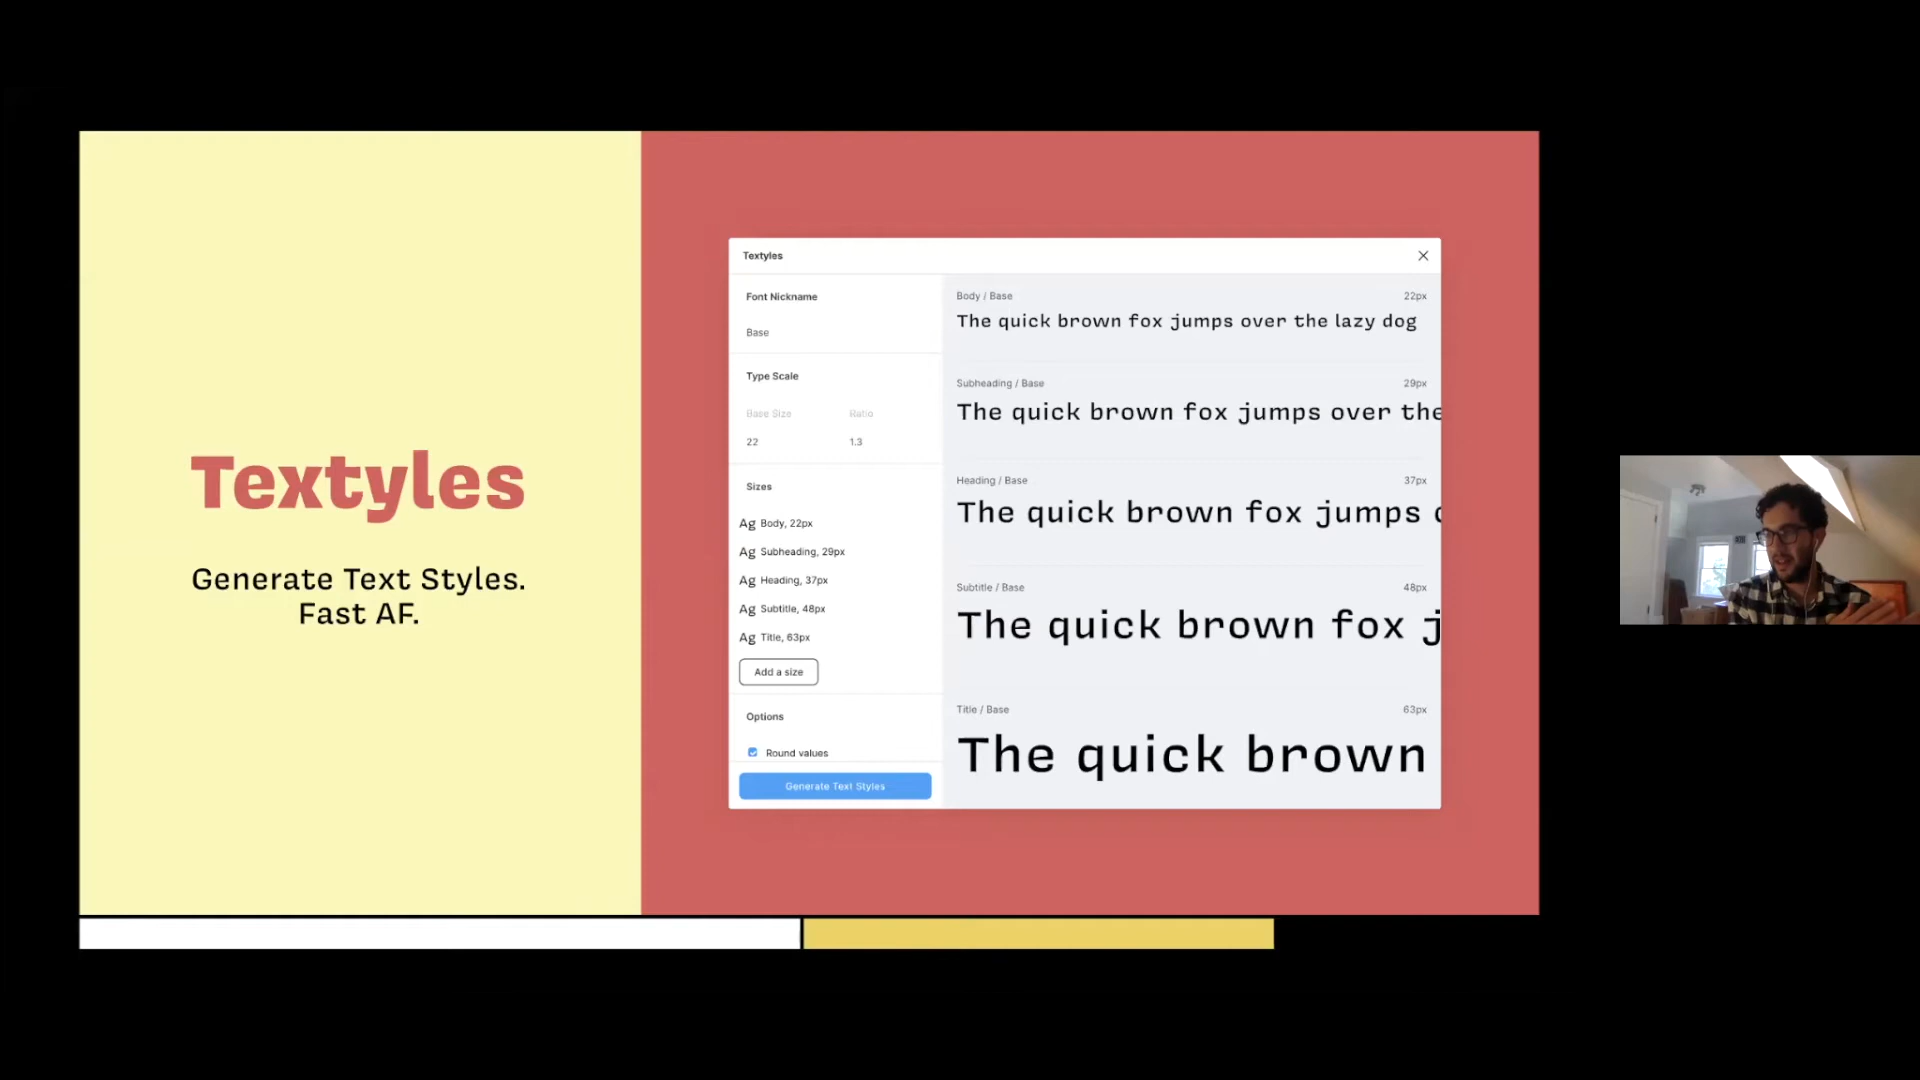 Textyles
Generate Text Styles.
Fast AF.
Textyles
Font Nickname
Base
Type Scale
Base Size Ratio
22 1.3
Sizes
Ag Body, 22px
Ag Subheading, 29px
Ag Heading, 37px
Ag Subtitle, 48px
Ag Title, 63px
Add a size
Options
Round values
Generate Text Styles
Body / Base 22px
The quick brown fox jumps over the lazy dog
Subheading / Base 29px
The quick brown fox jumps over the
Heading / Base 37px
The quick brown fox jumps
Subtitle / Base 48px
The quick brown fox j
Title / Base 63px
The quick brown